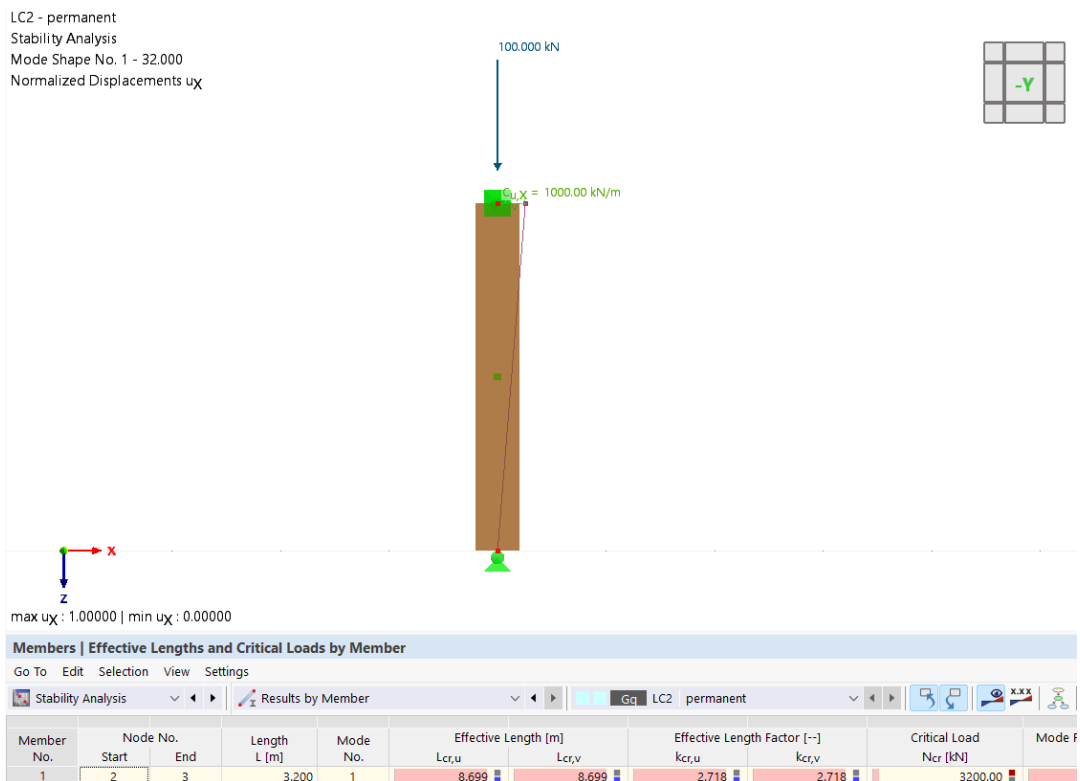 LC2 - permanent
Stability Analysis
Mode Shape No. 1 - 32.000
Normalized Displacements uX
100.000 kN
-Y
Cu,X = 1000.00 kN/m
X
Z
max uX : 1.00000 | min uX : 0.00000
Members | Effective Lengths and Critical Loads by Member
Go To Edit Selection View Settings
Stability Analysis Results by Member Gq LC2 permanent x.xx
Member Node No. Length Mode Effective Length [m] Effective Length Factor [--] Critical Load Mode F
No. Start End L [m] No. Lcr,u Lcr,v kcr,u kcr,v Ncr [kN]
1 2 3 3.200 1 8.699 8.699 2.718 2.718 3200.00